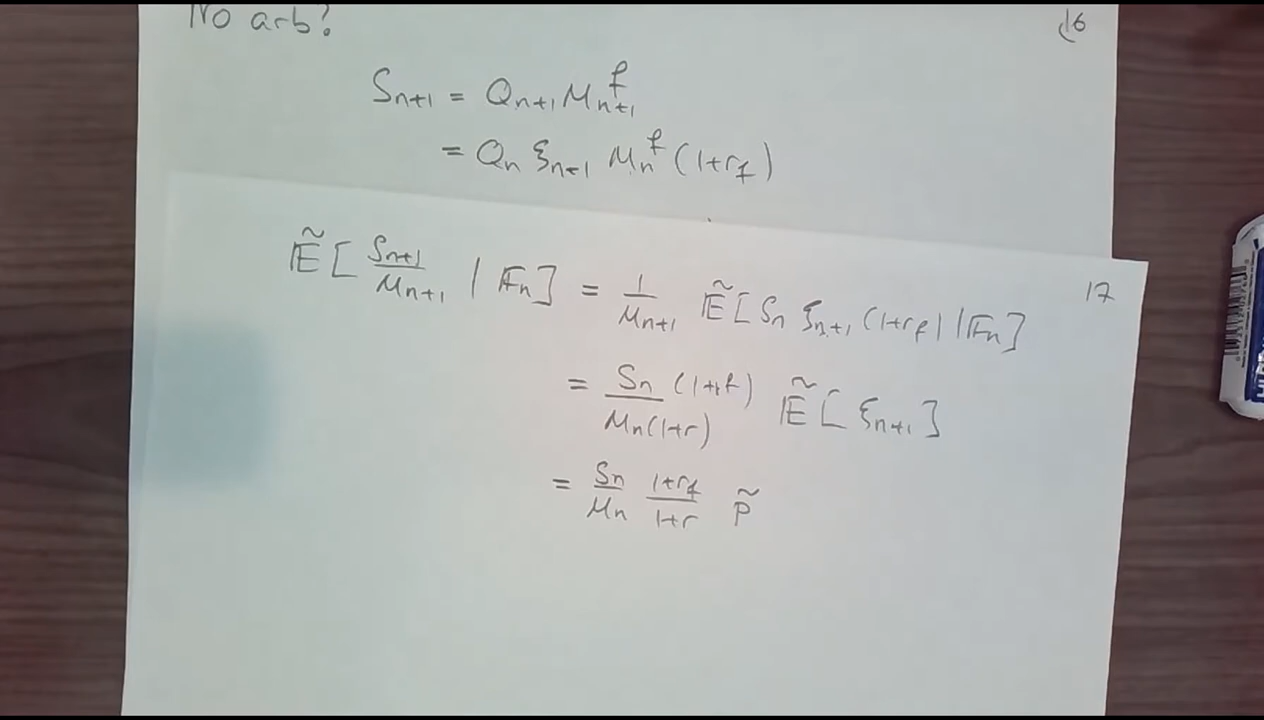 No arb?
16
S_{n+1} = Q_{n+1} M_{n+1}^f
= Q_n ξ_{n+1} M_n^f (1+r_f)
17
Ẽ[ S_{n+1}/M_{n+1} | F_n ] = 1/M_{n+1} Ẽ[ S_n ξ_{n+1} (1+r_f) | F_n ]
= S_n (1+r_f)/M_n(1+r) Ẽ[ ξ_{n+1} ]
= S_n/M_n 1+r_f/1+r p̃